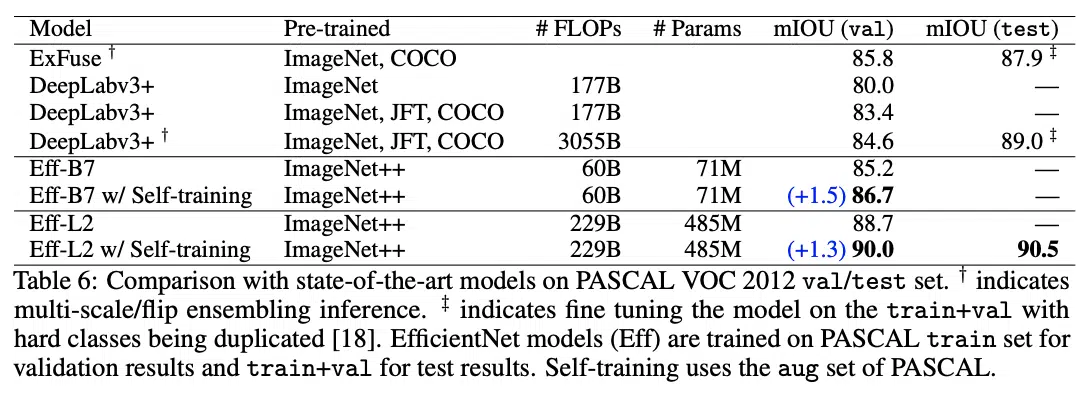 Model Pre-trained # FLOPs # Params mIOU (val) mIOU (test)
ExFuse † ImageNet, COCO 85.8 87.9 ‡
DeepLabv3+ ImageNet 177B 80.0 —
DeepLabv3+ ImageNet, JFT, COCO 177B 83.4 —
DeepLabv3+ † ImageNet, JFT, COCO 3055B 84.6 89.0 ‡
Eff-B7 ImageNet++ 60B 71M 85.2 —
Eff-B7 w/ Self-training ImageNet++ 60B 71M (+1.5) 86.7 —
Eff-L2 ImageNet++ 229B 485M 88.7 —
Eff-L2 w/ Self-training ImageNet++ 229B 485M (+1.3) 90.0 90.5
Table 6: Comparison with state-of-the-art models on PASCAL VOC 2012 val/test set. † indicates
multi-scale/flip ensembling inference. ‡ indicates fine tuning the model on the train+val with
hard classes being duplicated [18]. EfficientNet models (Eff) are trained on PASCAL train set for
validation results and train+val for test results. Self-training uses the aug set of PASCAL.